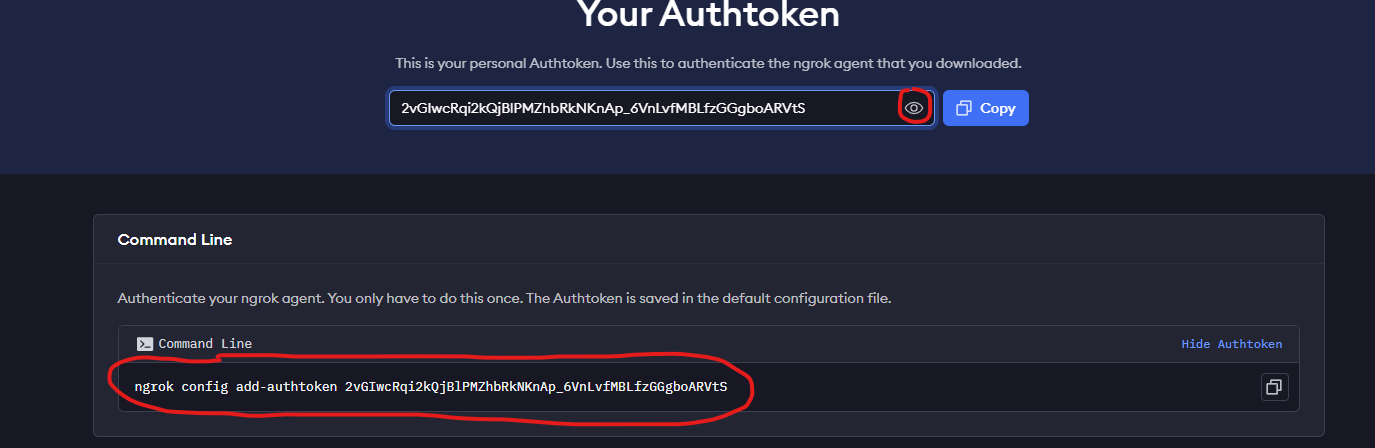 Your Authtoken
This is your personal Authtoken. Use this to authenticate the ngrok agent that you downloaded.
2vGIwcRqi2kQjBlPMZhbRkNKnAp_6VnLvfMBLfzGGgboARVtS
Copy
Command Line
Authenticate your ngrok agent. You only have to do this once. The Authtoken is saved in the default configuration file.
Command Line
Hide Authtoken
ngrok config add-authtoken 2vGIwcRqi2kQjBlPMZhbRkNKnAp_6VnLvfMBLfzGGgboARVtS